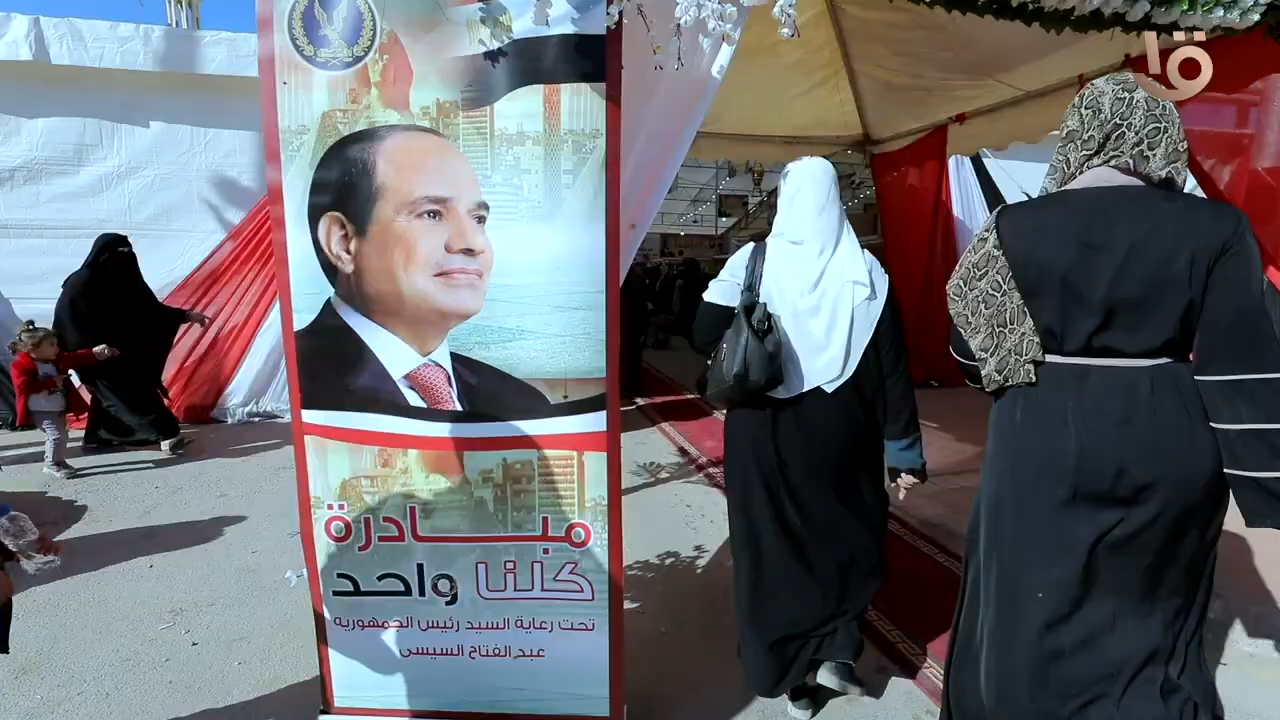 مبادرة
كلنا واحد
تحت رعاية السيد رئيس الجمهوريه
عبد الفتاح السيسى